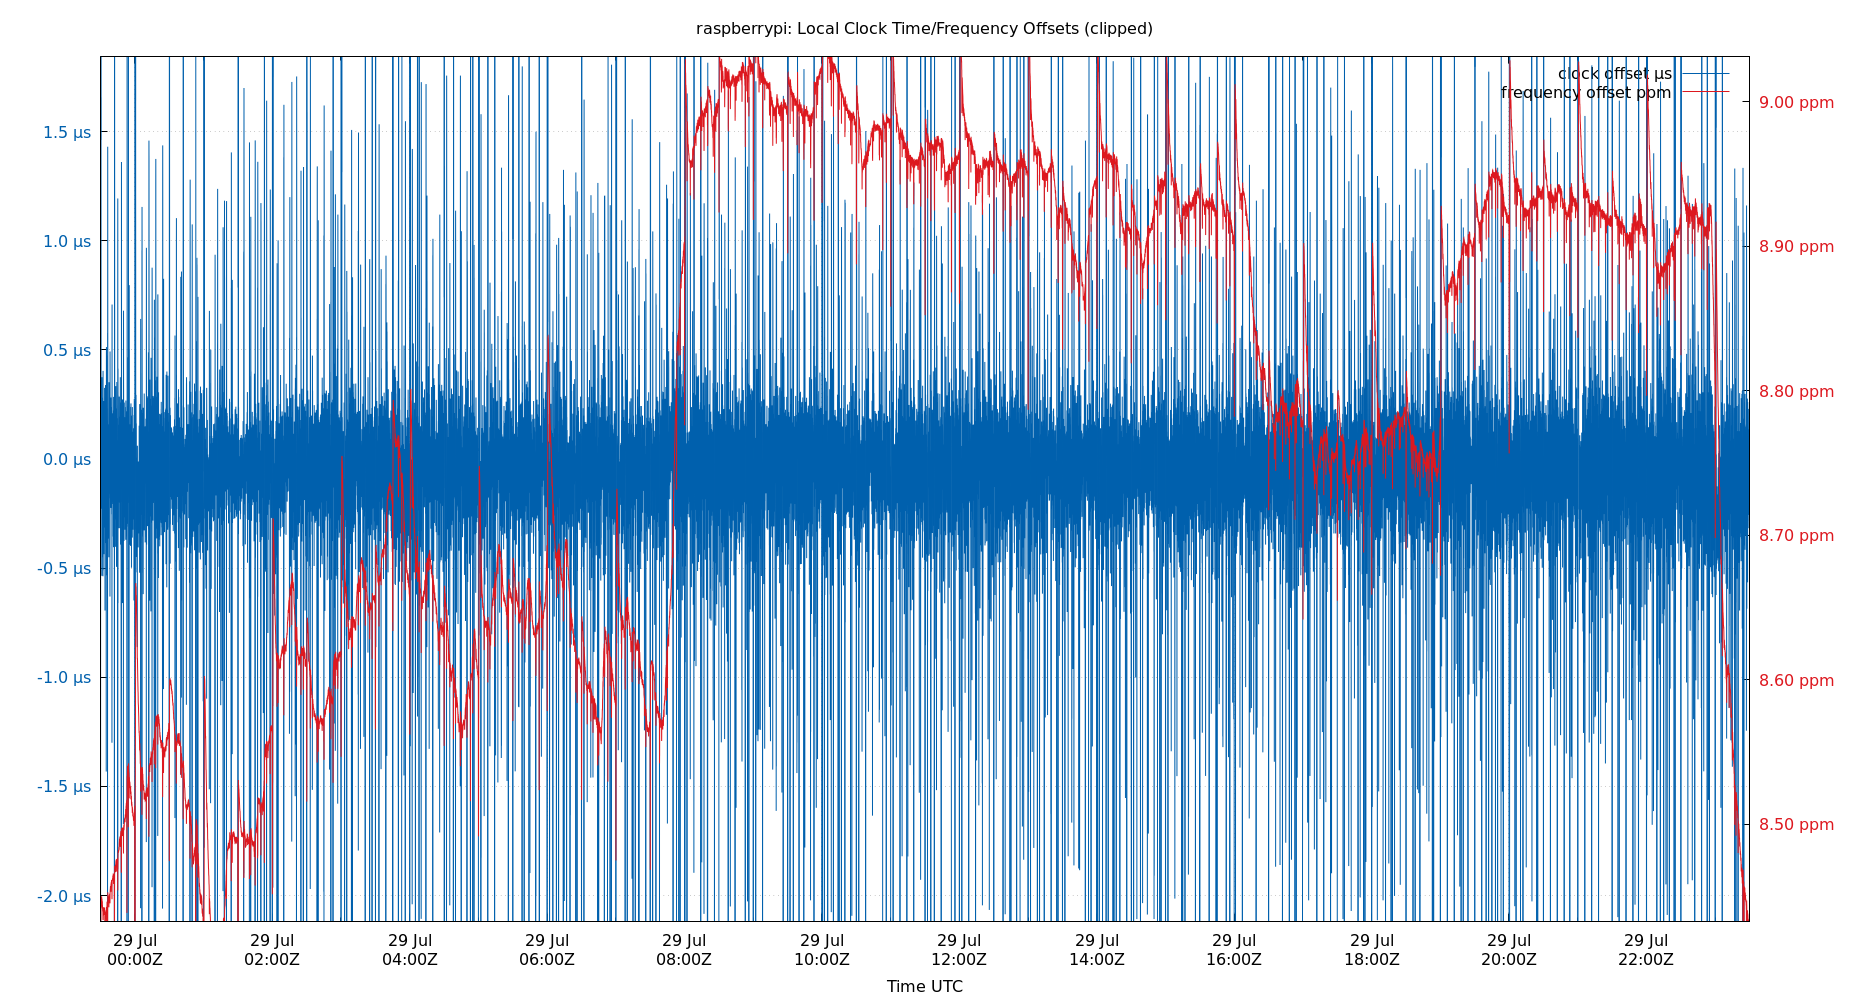 raspberrypi: Local Clock Time/Frequency Offsets (clipped)
clock offset µs
frequency offset ppm
1.5 µs
1.0 µs
0.5 µs
0.0 µs
-0.5 µs
-1.0 µs
-1.5 µs
-2.0 µs
9.00 ppm
8.90 ppm
8.80 ppm
8.70 ppm
8.60 ppm
8.50 ppm
29 Jul 29 Jul 29 Jul 29 Jul 29 Jul 29 Jul 29 Jul 29 Jul 29 Jul 29 Jul 29 Jul 29 Jul
00:00Z 02:00Z 04:00Z 06:00Z 08:00Z 10:00Z 12:00Z 14:00Z 16:00Z 18:00Z 20:00Z 22:00Z
Time UTC